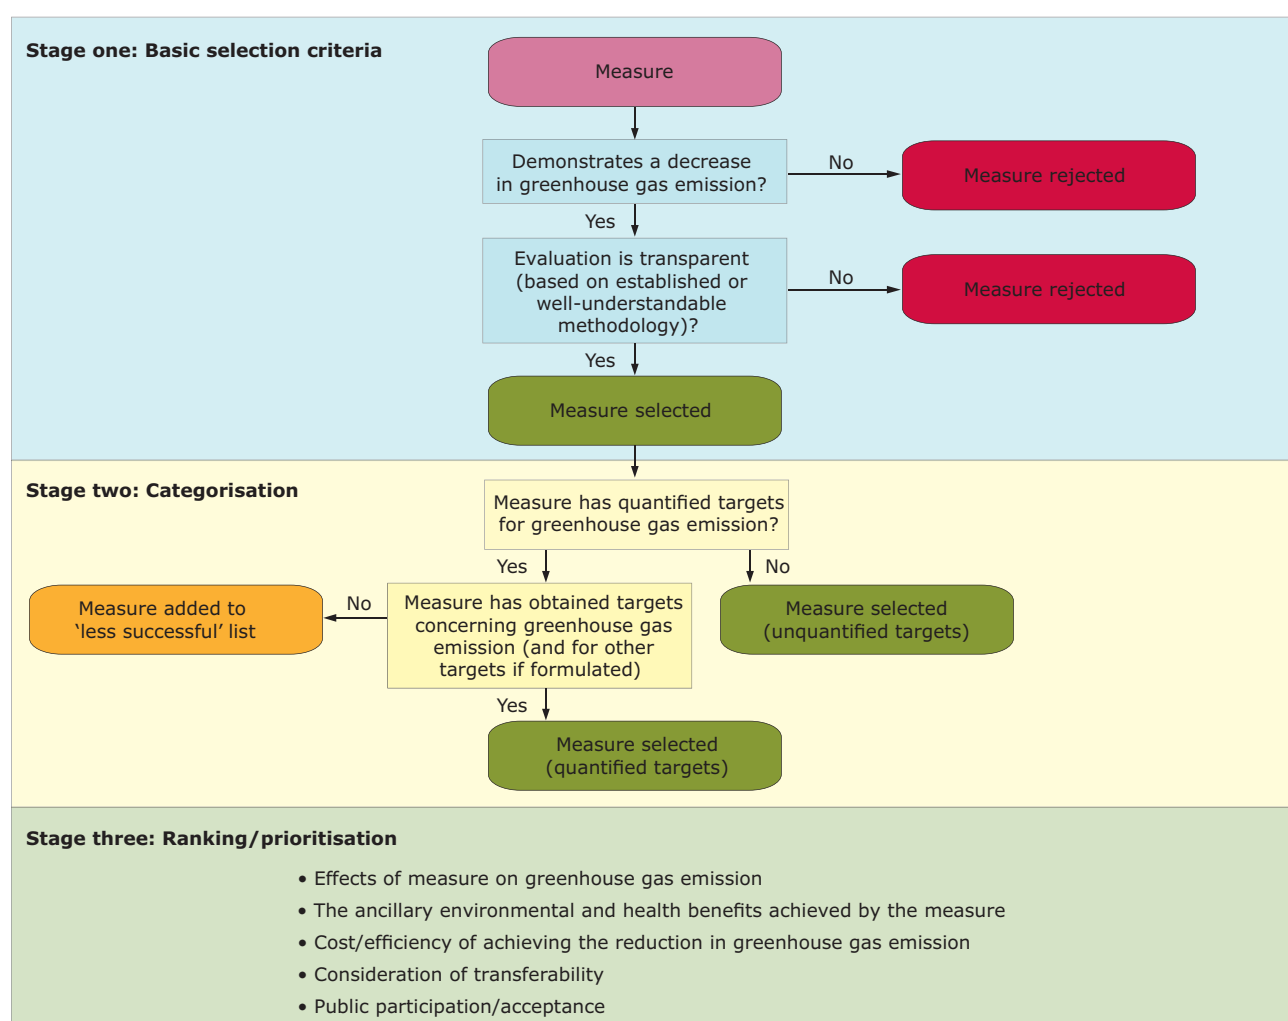 Stage one: Basic selection criteria
Measure
Demonstrates a decrease
in greenhouse gas emission?
No
Measure rejected
Yes
Evaluation is transparent
(based on established or
well-understandable
methodology)?
No
Measure rejected
Yes
Measure selected
Stage two: Categorisation
Measure has quantified targets
for greenhouse gas emission?
Yes
No
Measure added to
‘less successful’ list
No
Measure has obtained targets
concerning greenhouse gas
emission (and for other
targets if formulated)
Measure selected
(unquantified targets)
Yes
Measure selected
(quantified targets)
Stage three: Ranking/prioritisation
• Effects of measure on greenhouse gas emission
• The ancillary environmental and health benefits achieved by the measure
• Cost/efficiency of achieving the reduction in greenhouse gas emission
• Consideration of transferability
• Public participation/acceptance